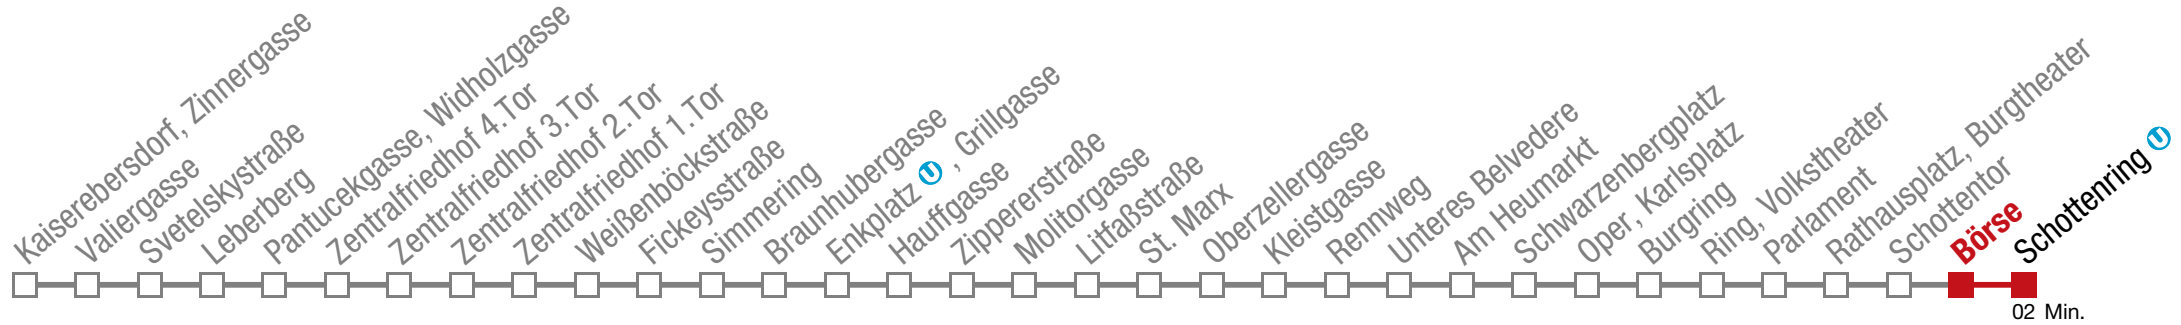 Kaiserebersdorf, Zinnergasse
Valiergasse
Svetelskystraße
Leberberg
Pantucekgasse, Widholzgasse
Zentralfriedhof 4.Tor
Zentralfriedhof 3.Tor
Zentralfriedhof 2.Tor
Zentralfriedhof 1.Tor
Weißenböckstraße
Fickeysstraße
Simmering
Braunhubergasse
Enkplatz U, Grillgasse
Hauffgasse
Zippererstraße
Molitorgasse
Litfaßstraße
St. Marx
Oberzellergasse
Kleistgasse
Rennweg
Unteres Belvedere
Am Heumarkt
Schwarzenbergplatz
Oper, Karlsplatz
Burgring
Ring, Volkstheater
Parlament
Rathausplatz, Burgtheater
Schottentor
Börse
Schottenring U
02 Min.